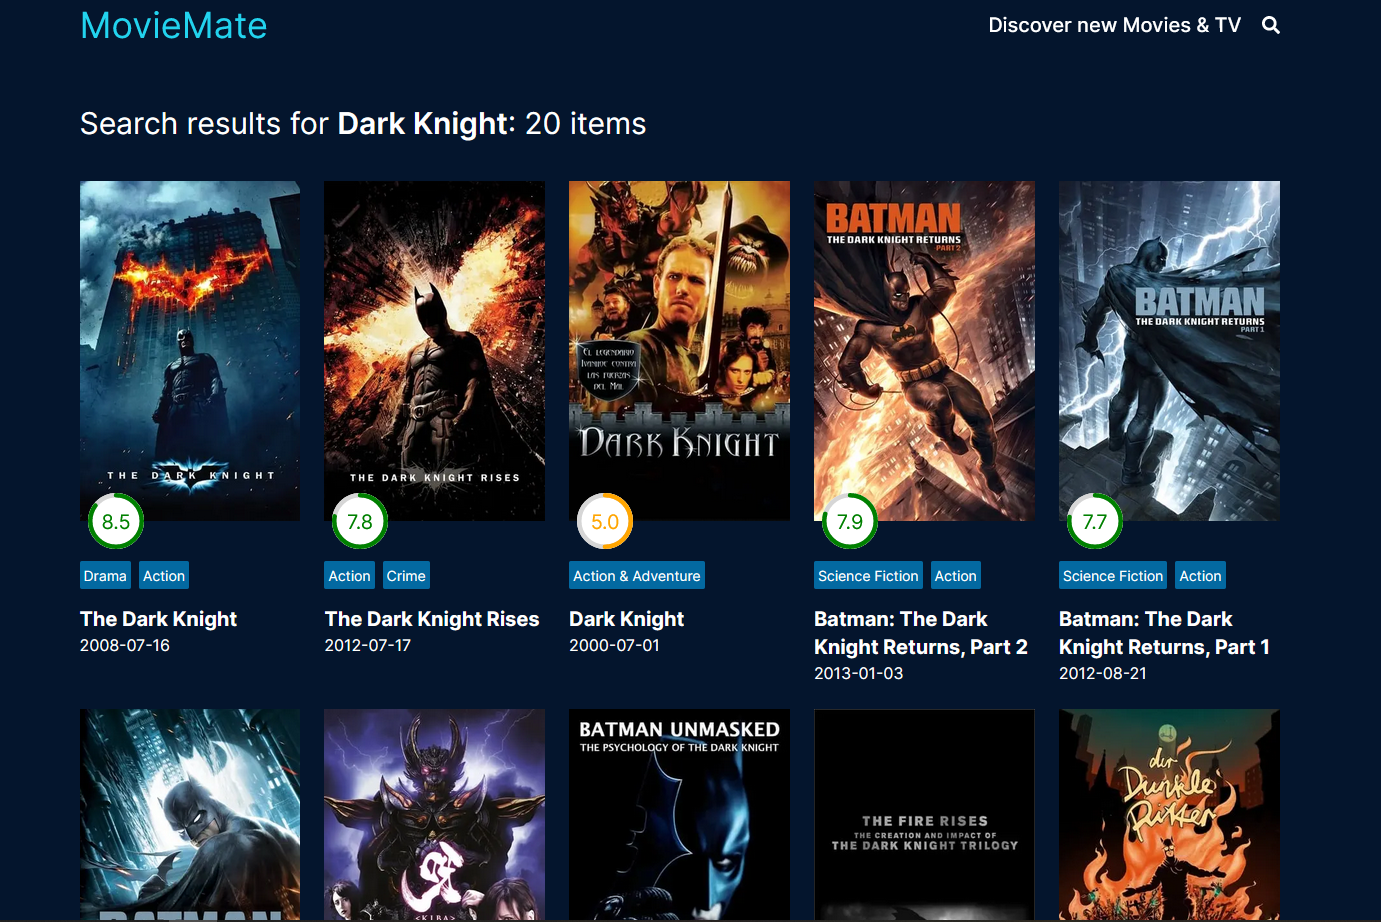 MovieMate
Discover new Movies & TV
Search results for Dark Knight: 20 items
THE DARK KNIGHT
8.5
Drama Action
The Dark Knight
2008-07-16
THE DARK KNIGHT RISES
7.8
Action Crime
The Dark Knight Rises
2012-07-17
EL LEGENDARIO
IVANHOE CONTRA
LAS FUERZAS
DEL MAL
DARK KNIGHT
5.0
Action & Adventure
Dark Knight
2000-07-01
BATMAN
THE DARK KNIGHT RETURNS
PART 2
7.9
Science Fiction Action
Batman: The Dark
Knight Returns, Part 2
2013-01-03
BATMAN
THE DARK KNIGHT RETURNS
PART 1
7.7
Science Fiction Action
Batman: The Dark
Knight Returns, Part 1
2012-08-21
BATMAN
<KIBA>
BATMAN UNMASKED
THE PSYCHOLOGY OF THE DARK KNIGHT
THE FIRE RISES
THE CREATION AND IMPACT OF
THE DARK KNIGHT TRILOGY
der
Dunkle
Ritter